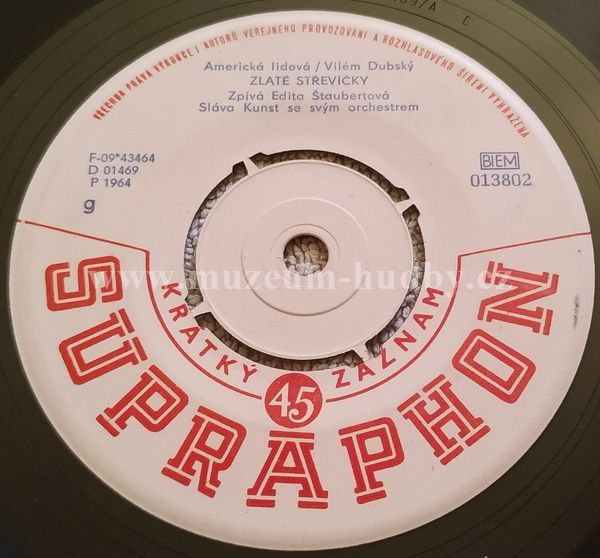 VŠECHNA PRÁVA VÝROBCE I AUTORŮ VEŘEJNÉHO PROVOZOVÁNÍ A ROZHLASOVÉHO ŠÍŘENÍ VYHRAZENA
Americká lidová / Vilém Dubský
ZLATÉ STŘEVÍČKY
Zpívá Edita Štaubertová
Sláva Kunst se svým orchestrem
F-09*43464
D 01469
P 1964
g
BIEM
013802
www.muzeum-hudby.cz
KRATKÝ 45 ZÁZNAM
SUPRAPHON